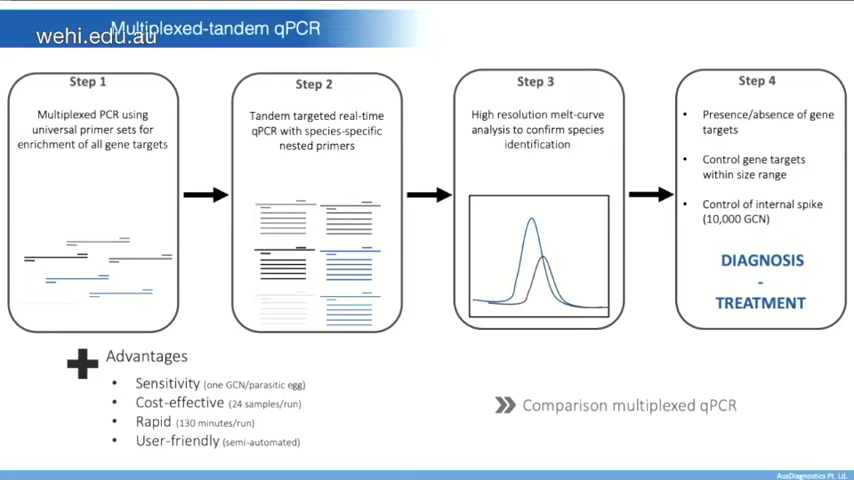 Multiplexed-tandem qPCR
wehi.edu.au
Step 1
Multiplexed PCR using
universal primer sets for
enrichment of all gene targets
Step 2
Tandem targeted real-time
qPCR with species-specific
nested primers
Step 3
High resolution melt-curve
analysis to confirm species
identification
Step 4
• Presence/absence of gene
targets
• Control gene targets
within size range
• Control of internal spike
(10,000 GCN)
DIAGNOSIS
-
TREATMENT
Advantages
• Sensitivity (one GCN/parasitic egg)
• Cost-effective (24 samples/run)
• Rapid (130 minutes/run)
• User-friendly (semi-automated)
Comparison multiplexed qPCR
AusDiagnostics Pt. Ld.